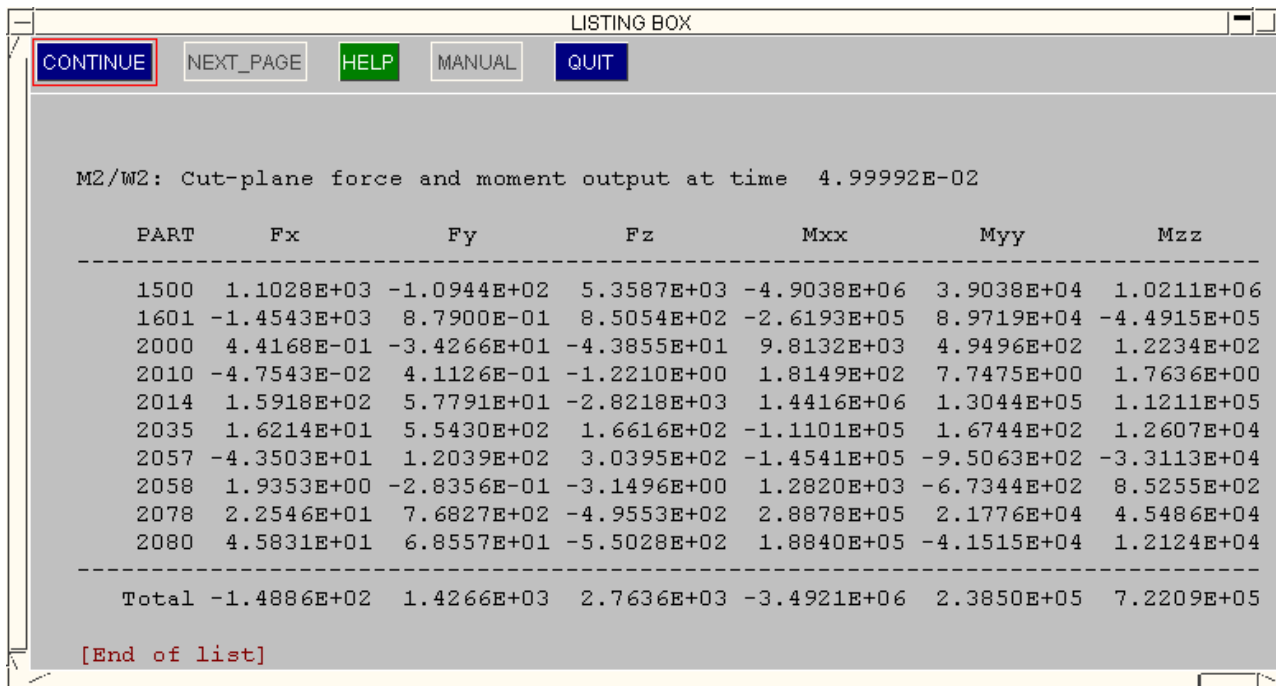 LISTING BOX
CONTINUE NEXT_PAGE HELP MANUAL QUIT
M2/W2: Cut-plane force and moment output at time 4.99992E-02
PART Fx Fy Fz Mxx Myy Mzz
--------------------------------------------------------------------------------
1500 1.1028E+03 -1.0944E+02 5.3587E+03 -4.9038E+06 3.9038E+04 1.0211E+06
1601 -1.4543E+03 8.7900E-01 8.5054E+02 -2.6193E+05 8.9719E+04 -4.4915E+05
2000 4.4168E-01 -3.4266E+01 -4.3855E+01 9.8132E+03 4.9496E+02 1.2234E+02
2010 -4.7543E-02 4.1126E-01 -1.2210E+00 1.8149E+02 7.7475E+00 1.7636E+00
2014 1.5918E+02 5.7791E+01 -2.8218E+03 1.4416E+06 1.3044E+05 1.1211E+05
2035 1.6214E+01 5.5430E+02 1.6616E+02 -1.1101E+05 1.6744E+02 1.2607E+04
2057 -4.3503E+01 1.2039E+02 3.0395E+02 -1.4541E+05 -9.5063E+02 -3.3113E+04
2058 1.9353E+00 -2.8356E-01 -3.1496E+00 1.2820E+03 -6.7344E+02 8.5255E+02
2078 2.2546E+01 7.6827E+02 -4.9553E+02 2.8878E+05 2.1776E+04 4.5486E+04
2080 4.5831E+01 6.8557E+01 -5.5028E+02 1.8840E+05 -4.1515E+04 1.2124E+04
--------------------------------------------------------------------------------
Total -1.4886E+02 1.4266E+03 2.7636E+03 -3.4921E+06 2.3850E+05 7.2209E+05
[End of list]